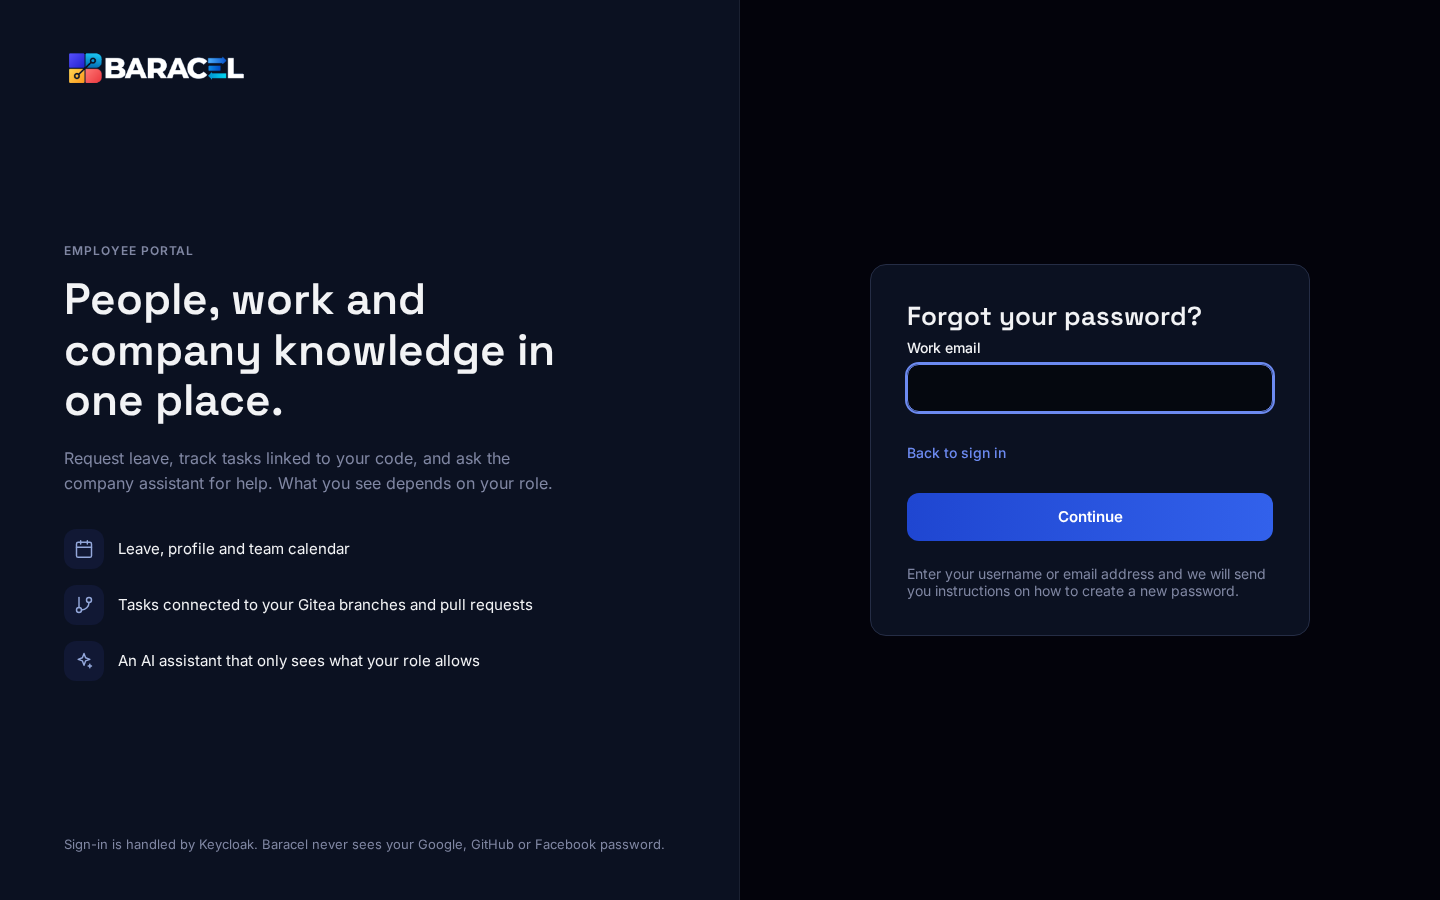 BARACEL
EMPLOYEE PORTAL
People, work and
company knowledge in
one place.
Request leave, track tasks linked to your code, and ask the
company assistant for help. What you see depends on your role.
Leave, profile and team calendar
Tasks connected to your Gitea branches and pull requests
An AI assistant that only sees what your role allows
Sign-in is handled by Keycloak. Baracel never sees your Google, GitHub or Facebook password.
Forgot your password?
Work email
Back to sign in
Continue
Enter your username or email address and we will send
you instructions on how to create a new password.